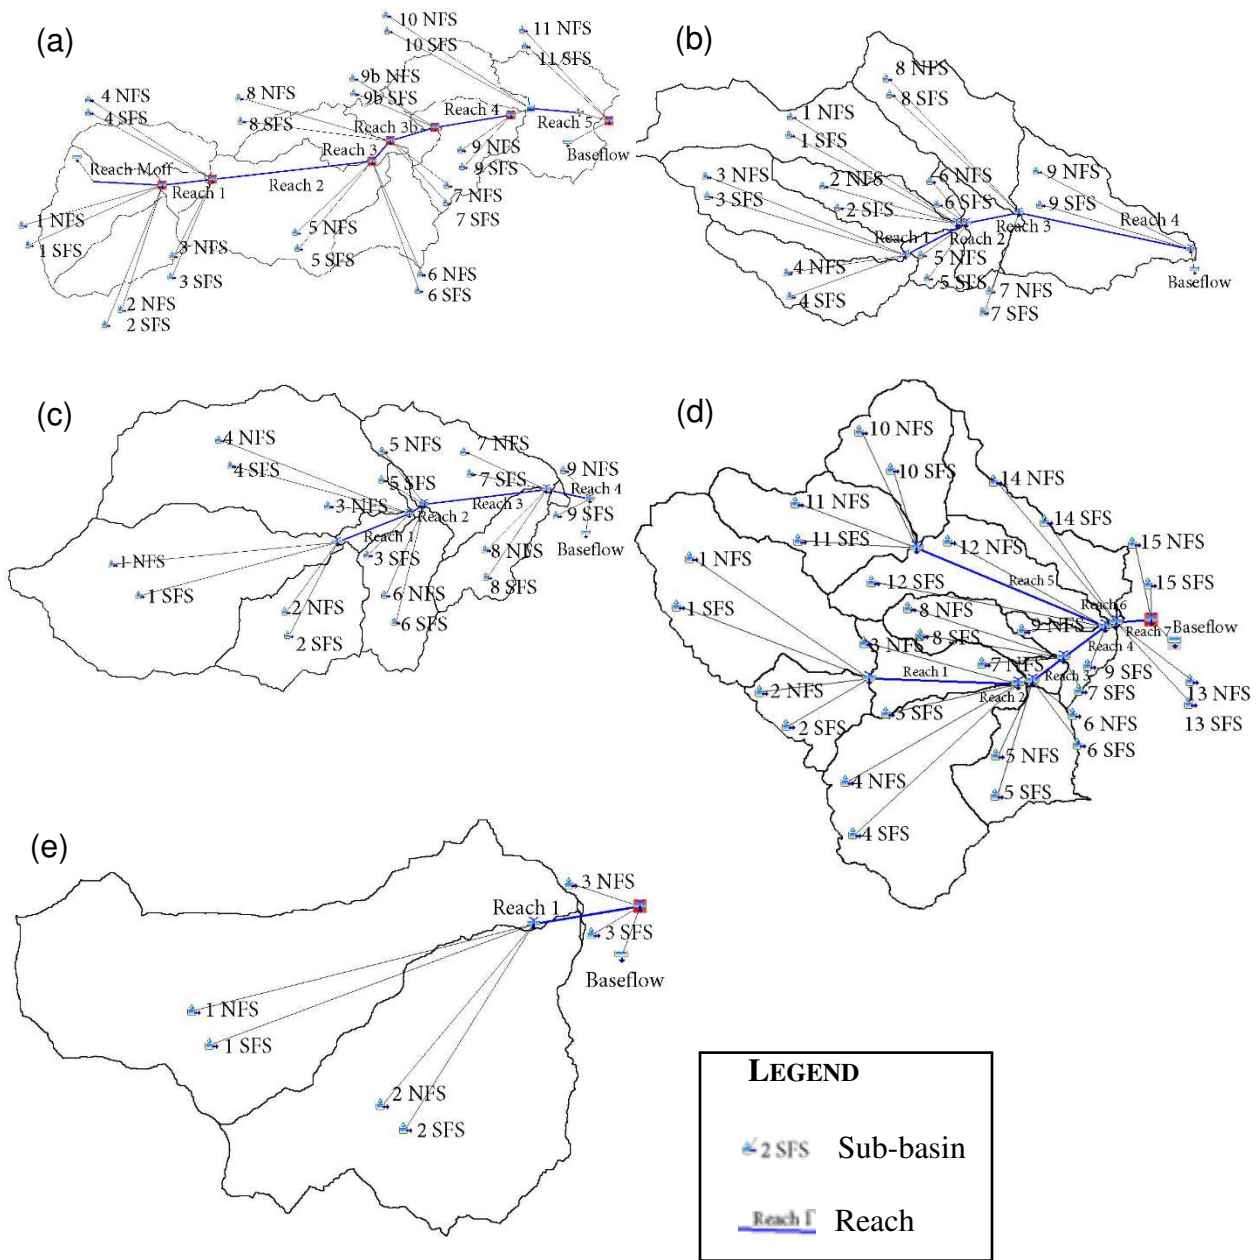 (a)
10 NFS
10 SFS
11 NFS
11 SFS
9b NFS
9b SFS
8 NFS
8 SFS
4 NFS
4 SFS
Reach 4
Reach 5
Reach 3b
Reach 3
Baseflow
9 NFS
9 SFS
Reach Moff
Reach 1
Reach 2
7 NFS
7 SFS
1 NFS
1 SFS
5 NFS
5 SFS
3 NFS
3 SFS
6 NFS
6 SFS
2 NFS
2 SFS
(b)
8 NFS
8 SFS
1 NFS
1 SFS
3 NFS
3 SFS
2 NFS
2 SFS
6 NFS
6 SFS
9 NFS
9 SFS
Reach 4
Reach 3
Reach 1
Reach 2
5 NFS
5 SFS
4 NFS
4 SFS
7 NFS
7 SFS
Baseflow
(c)
4 NFS
4 SFS
5 NFS
5 SFS
7 NFS
7 SFS
9 NFS
Reach 4
9 SFS
3 NFS
Reach 3
Reach 2
Reach 1
3 SFS
Baseflow
1 NFS
1 SFS
8 NFS
8 SFS
2 NFS
2 SFS
6 NFS
6 SFS
(d)
10 NFS
10 SFS
14 NFS
14 SFS
11 NFS
11 SFS
12 NFS
12 SFS
15 NFS
15 SFS
1 NFS
1 SFS
Reach 5
8 NFS
8 SFS
Reach 6
Reach 7
Baseflow
9 NFS
Reach 4
3 NFS
7 NFS
9 SFS
Reach 1
Reach 2
Reach 3
7 SFS
13 NFS
13 SFS
2 NFS
2 SFS
3 SFS
6 NFS
6 SFS
4 NFS
4 SFS
5 NFS
5 SFS
(e)
3 NFS
Reach 1
3 SFS
Baseflow
1 NFS
1 SFS
2 NFS
2 SFS
LEGEND
2 SFS Sub-basin
Reach 1 Reach